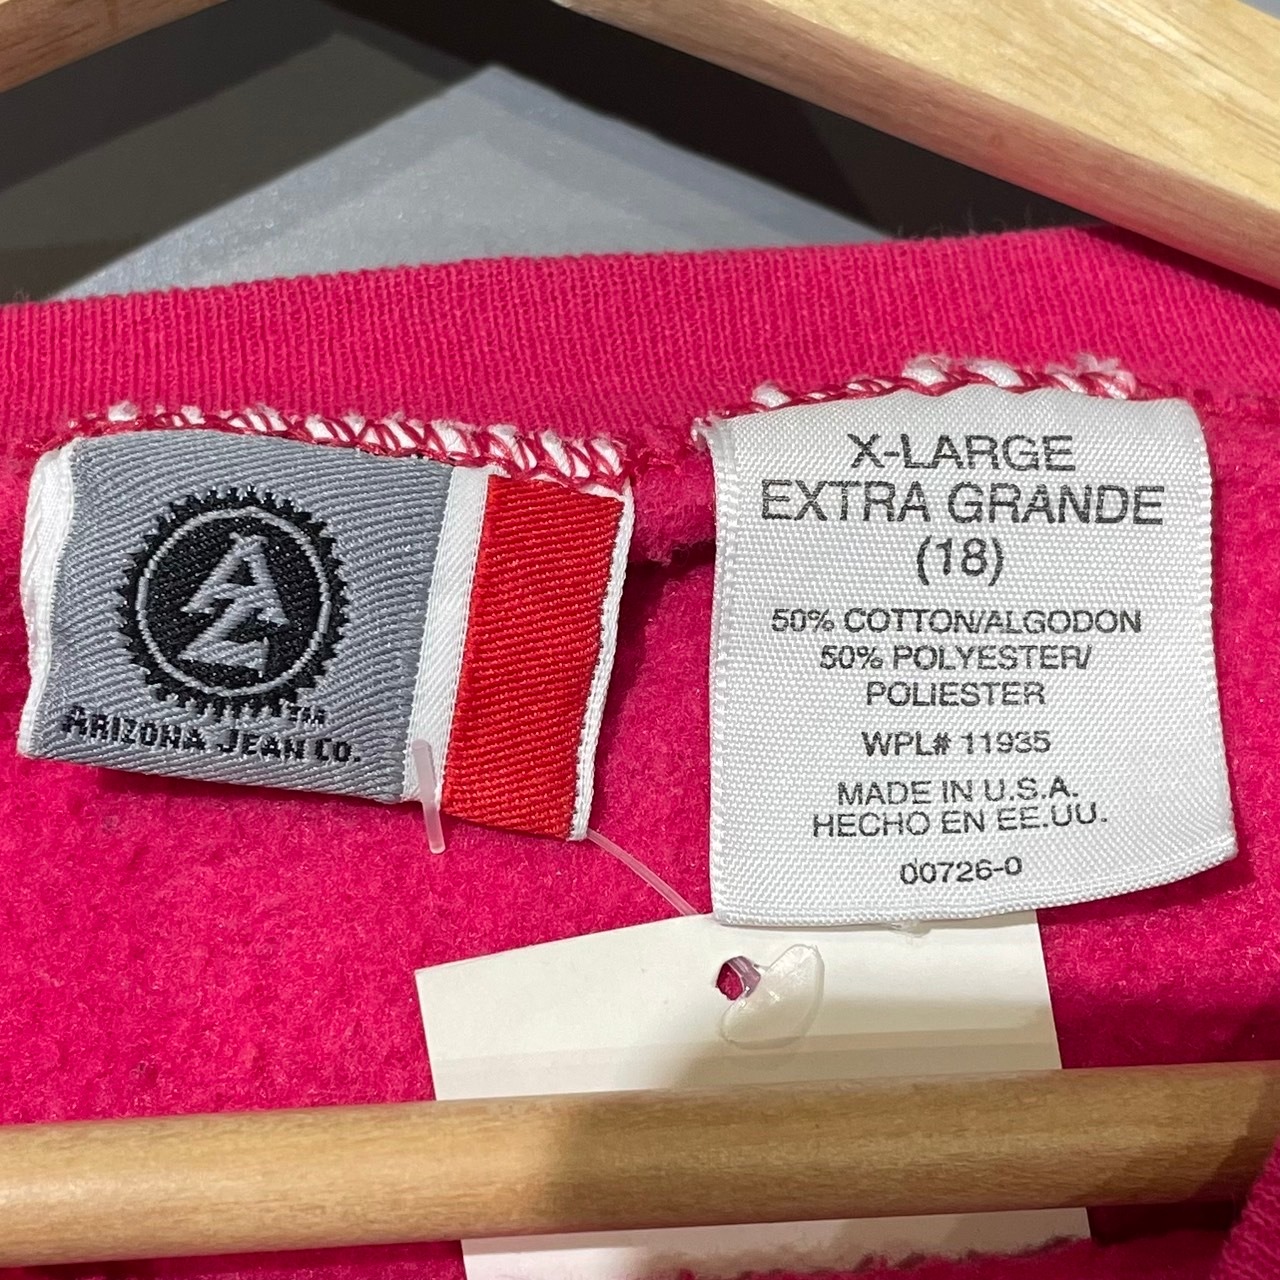 AZ
TM
ARIZONA JEAN CO.
X-LARGE
EXTRA GRANDE
(18)
50% COTTON/ALGODON
50% POLYESTER/
POLIESTER
WPL# 11935
MADE IN U.S.A.
HECHO EN EE.UU.
00726-0